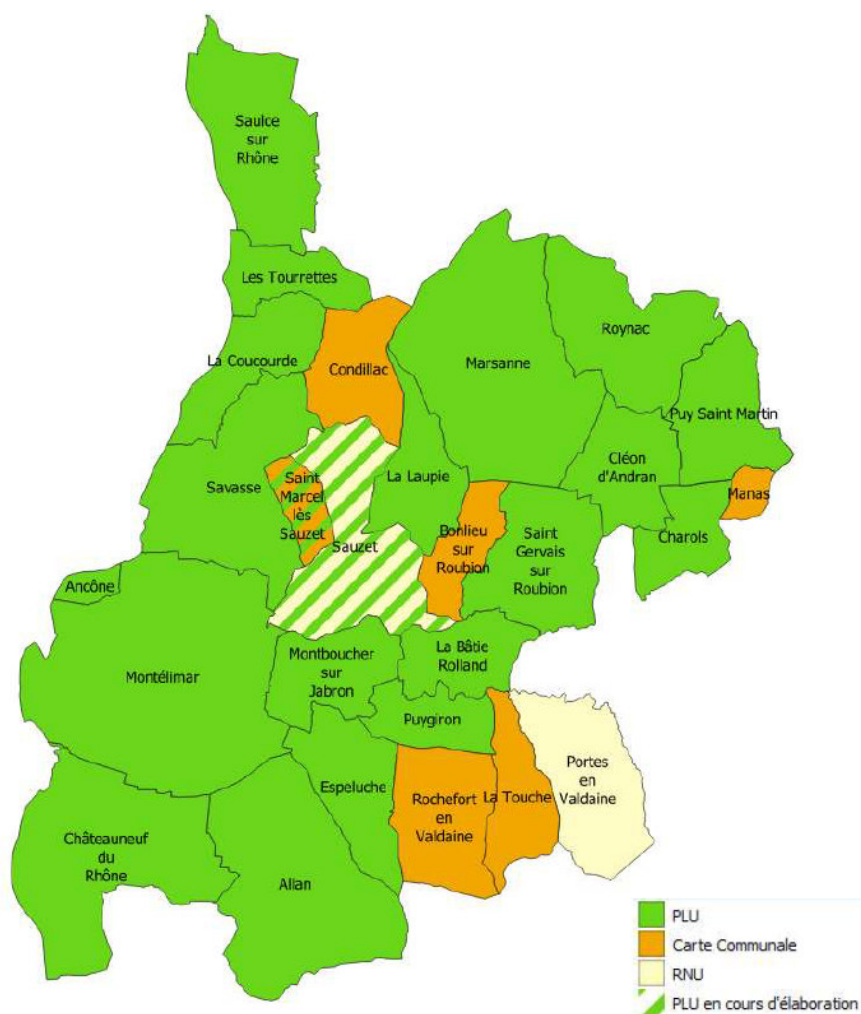 Saulce
sur
Rhône
Les Tourrettes
La Coucourde
Condillac
Marsanne
Roynac
Puy Saint Martin
Cléon
d'Andran
Manas
Charols
Savasse
Saint
Marcel
lès
Sauzet
La Laupie
Sauzet
Bonlieu
sur
Roubion
Saint
Gervais
sur
Roubion
Ancône
Montélimar
Montboucher
sur
Jabron
La Bâtie
Rolland
Puygiron
Espeluche
Rochefort
en
Valdaine
La Touche
Portes
en
Valdaine
Châteauneuf
du
Rhône
Allan
PLU
Carte Communale
RNU
PLU en cours d'élaboration